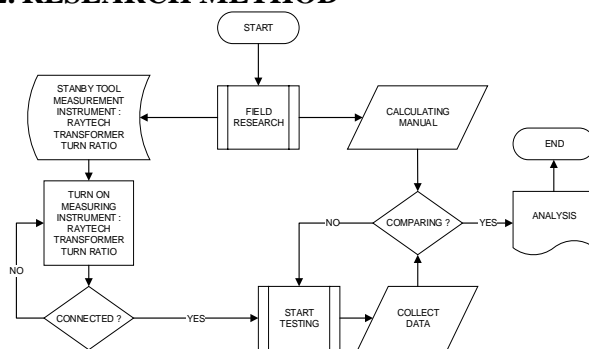 2. RESEARCH METHOD
START
STANBY TOOL
MEASUREMENT
INSTRUMENT :
RAYTECH
TRANSFORMER
TURN RATIO
FIELD
RESEARCH
CALCULATING
MANUAL
END
TURN ON
MEASURING
INSTRUMENT :
RAYTECH
TRANSFORMER
TURN RATIO
NO
COMPARING ?
YES
ANALYSIS
NO
CONNECTED ?
YES
START
TESTING
COLLECT
DATA